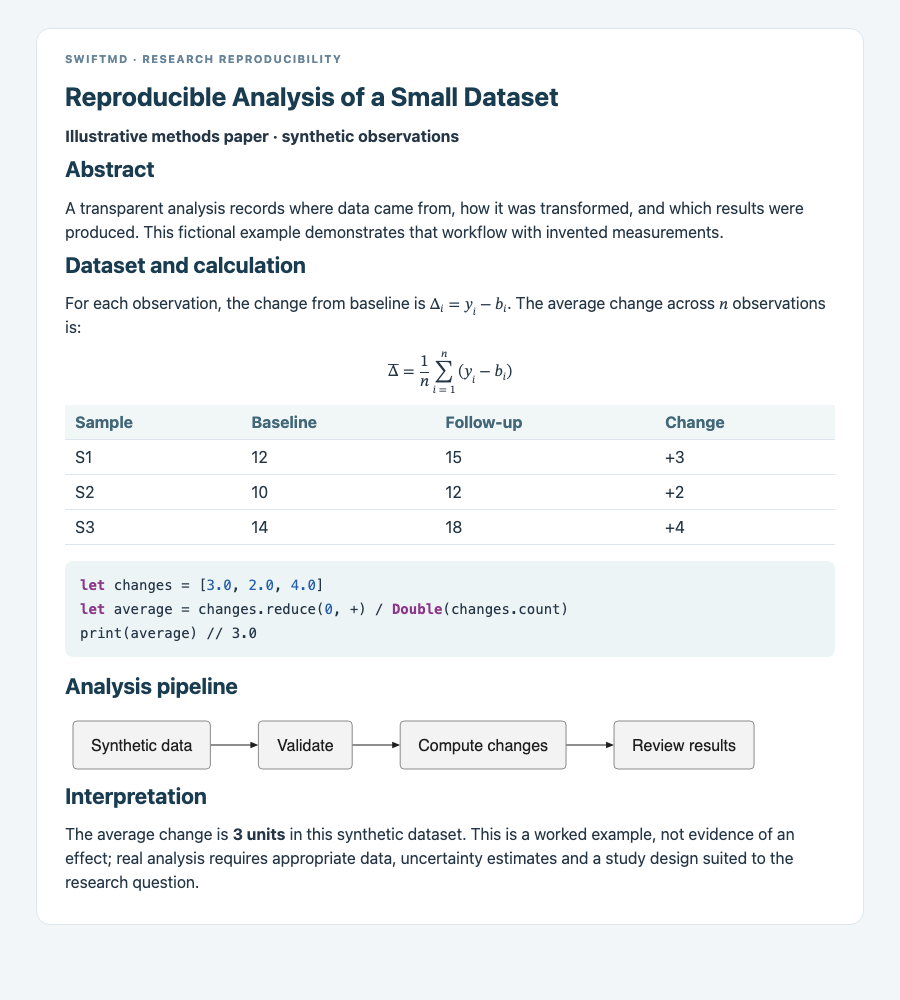 SWIFTMD · RESEARCH REPRODUCIBILITY
Reproducible Analysis of a Small Dataset
Illustrative methods paper · synthetic observations
Abstract
A transparent analysis records where data came from, how it was transformed, and which results were
produced. This fictional example demonstrates that workflow with invented measurements.
Dataset and calculation
For each observation, the change from baseline is Δᵢ = yᵢ − bᵢ. The average change across n observations
is:
Δ̅ = 1/n ∑ᵢ₌₁ⁿ (yᵢ − bᵢ)
Sample Baseline Follow-up Change
S1 12 15 +3
S2 10 12 +2
S3 14 18 +4
let changes = [3.0, 2.0, 4.0]
let average = changes.reduce(0, +) / Double(changes.count)
print(average) // 3.0
Analysis pipeline
Synthetic data Validate Compute changes Review results
Interpretation
The average change is 3 units in this synthetic dataset. This is a worked example, not evidence of an
effect; real analysis requires appropriate data, uncertainty estimates and a study design suited to the
research question.